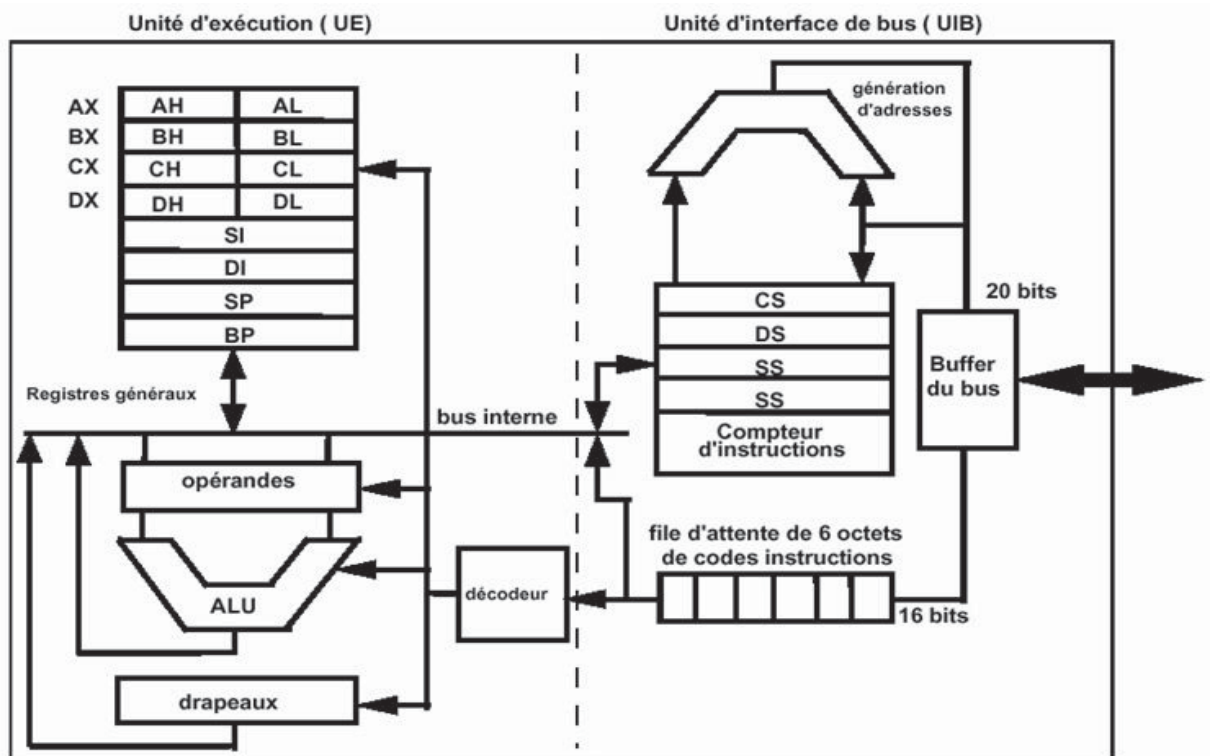 Unité d'exécution ( UE)
Unité d'interface de bus ( UIB)
AX
AH
AL
BX
BH
BL
CX
CH
CL
DX
DH
DL
SI
DI
SP
BP
Registres généraux
bus interne
opérandes
ALU
drapeaux
décodeur
génération
d'adresses
CS
DS
SS
SS
Compteur
d'instructions
20 bits
Buffer
du bus
file d'attente de 6 octets
de codes instructions
16 bits